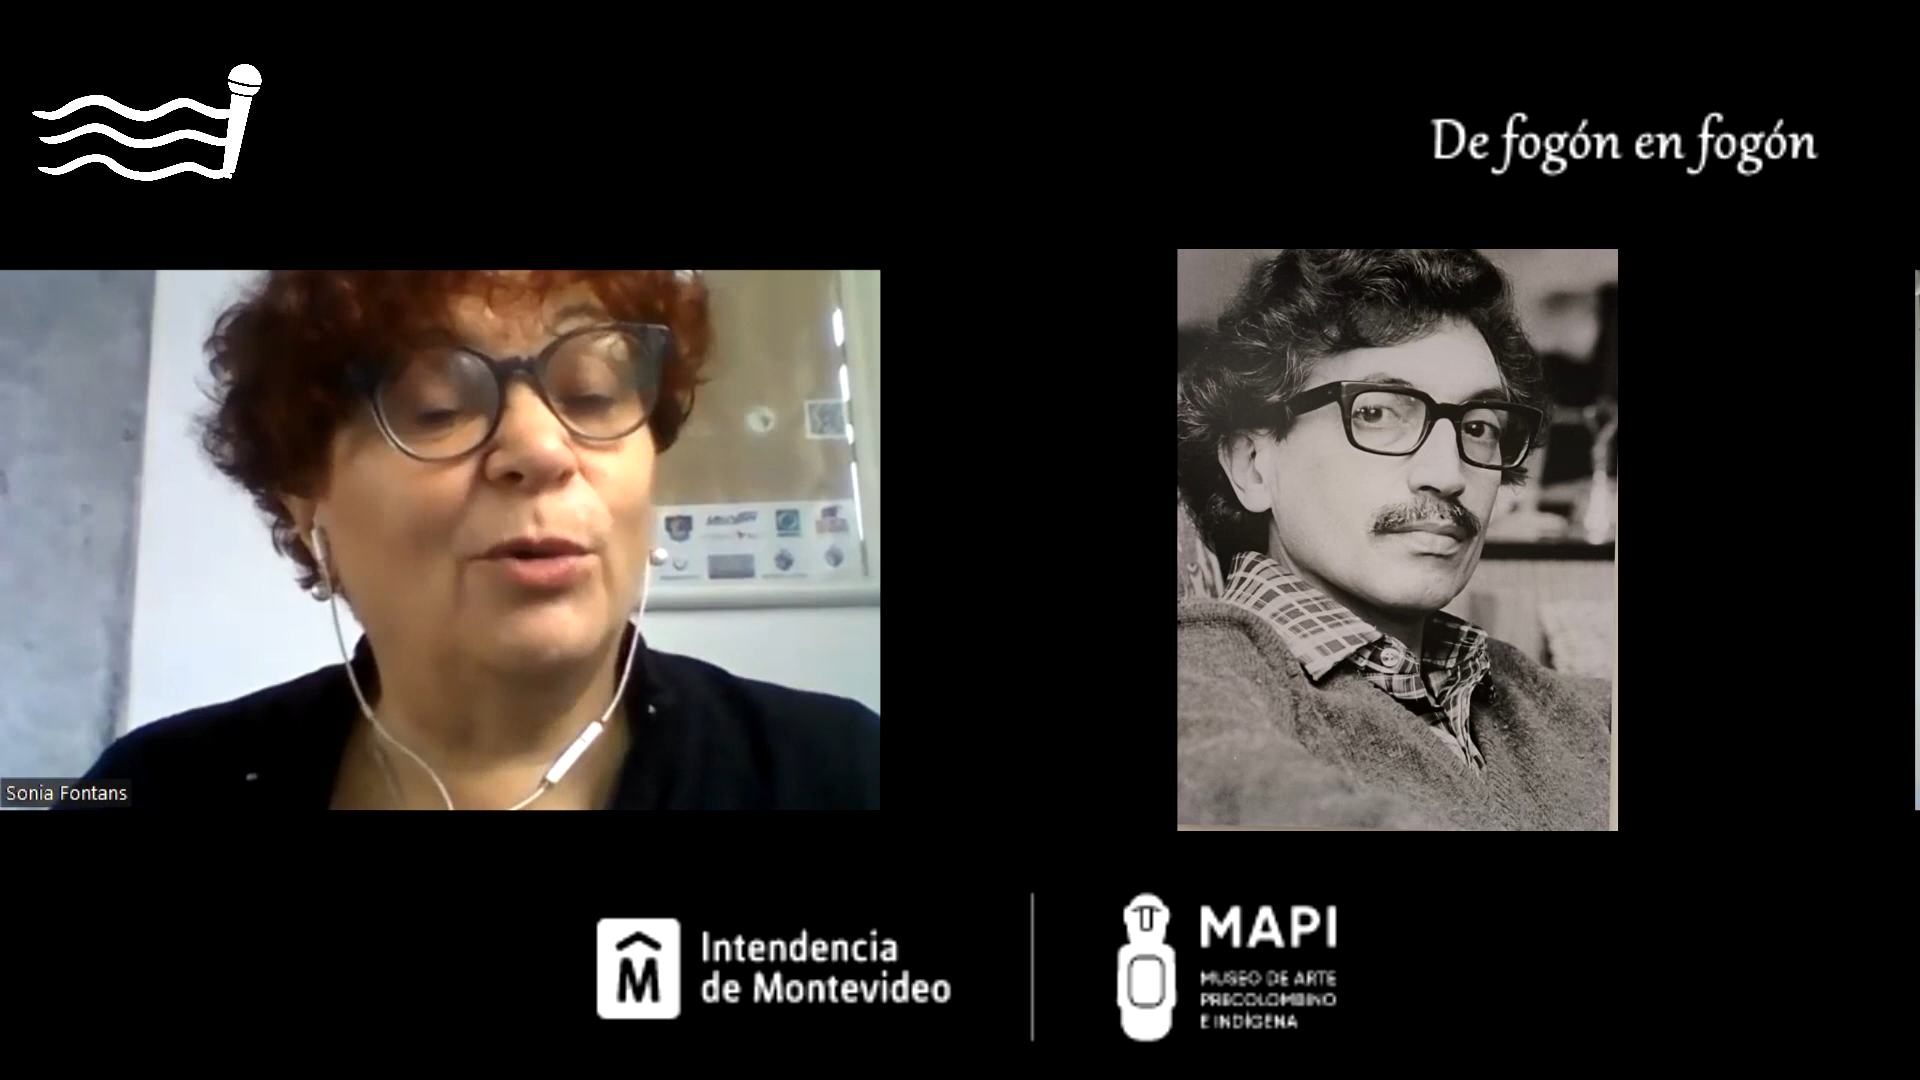 De fogón en fogón
Sonia Fontans
Intendencia
de Montevideo
MAPI
MUSEO DE ARTE
PRECOLOMBINO
E INDÍGENA